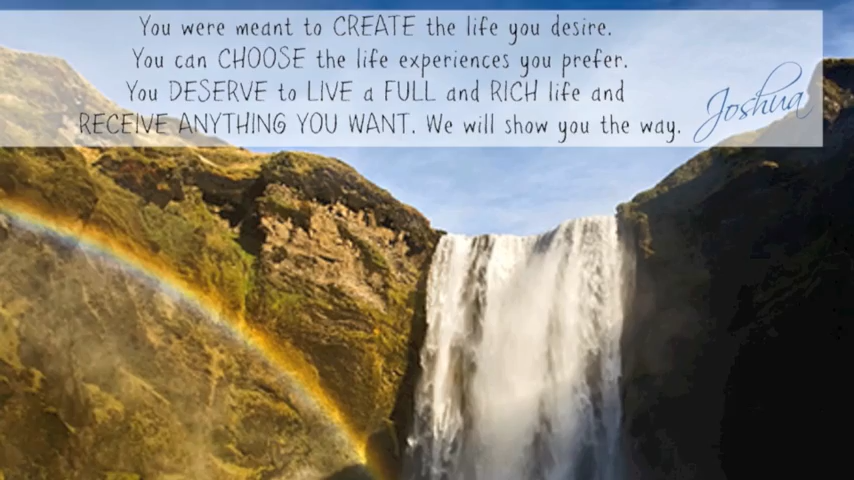 You were meant to CREATE the life you desire.
You can CHOOSE the life experiences you prefer.
You DESERVE to LIVE a FULL and RICH life and
RECEIVE ANYTHING YOU WANT. We will show you the way.
Joshua